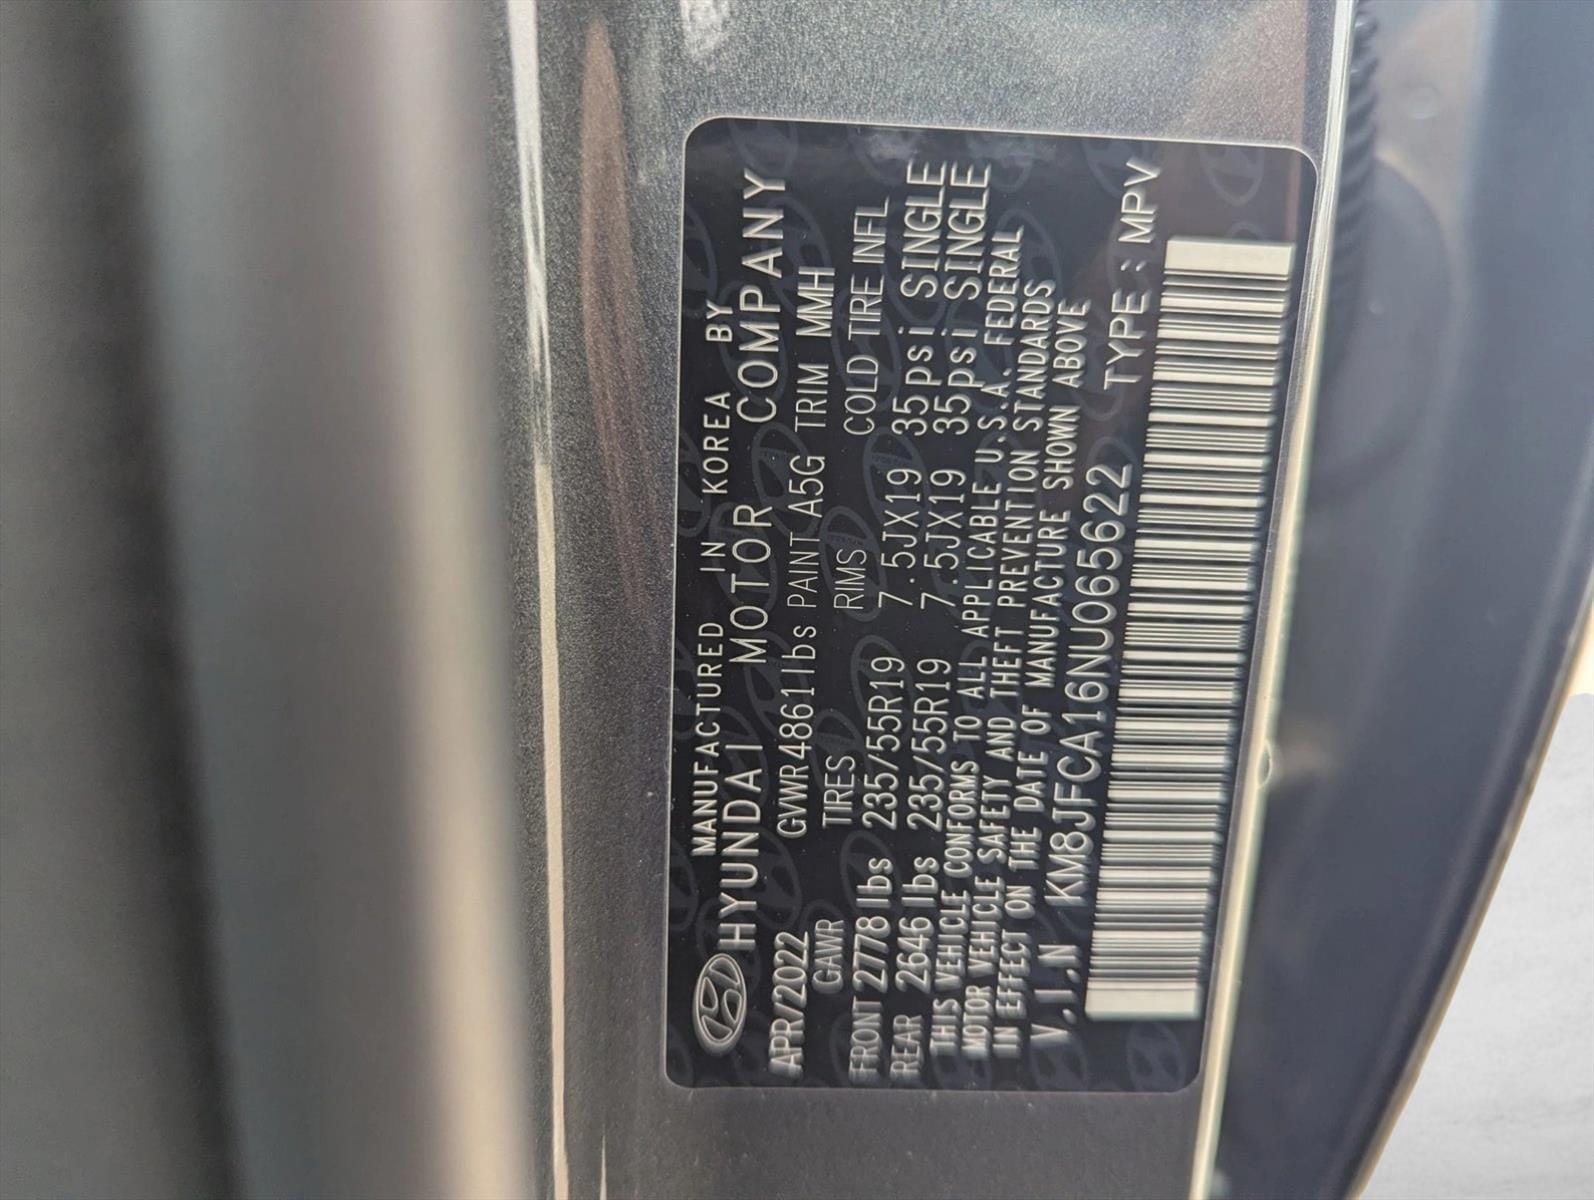 MANUFACTURED IN KOREA BY
HYUNDAI MOTOR COMPANY
APR/2022 GVWR4861lbs PAINT A5G TRIM MMH
GAWR TIRES RIMS COLD TIRE INFL
FRONT 2778 lbs 235/55R19 7.5JX19 35psi SINGLE
REAR 2646 lbs 235/55R19 7.5JX19 35psi SINGLE
THIS VEHICLE CONFORMS TO ALL APPLICABLE U.S.A. FEDERAL
MOTOR VEHICLE SAFETY AND THEFT PREVENTION STANDARDS
IN EFFECT ON THE DATE OF MANUFACTURE SHOWN ABOVE
V.I.N KM8JFCA16NU065622 TYPE : MPV